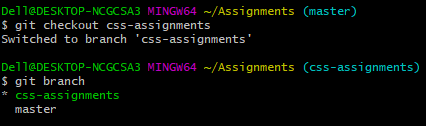 Dell@DESKTOP-NCGCSA3 MINGW64 ~/Assignments (master)
$ git checkout css-assignments
Switched to branch 'css-assignments'
Dell@DESKTOP-NCGCSA3 MINGW64 ~/Assignments (css-assignments)
$ git branch
* css-assignments
master